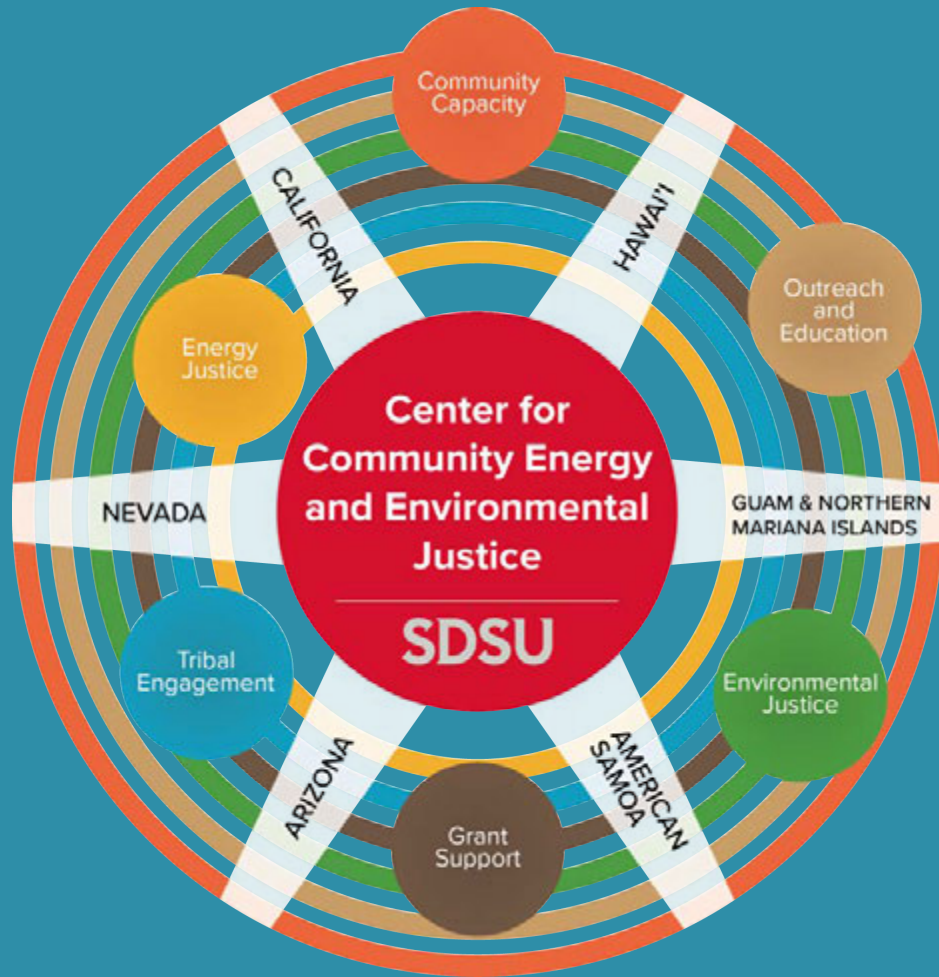 Community
Capacity
CALIFORNIA
HAWAI'I
Outreach
and
Education
Energy
Justice
Center for
Community Energy
and Environmental
Justice
SDSU
NEVADA
GUAM & NORTHERN
MARIANA ISLANDS
Tribal
Engagement
Environmental
Justice
ARIZONA
AMERICAN
SAMOA
Grant
Support